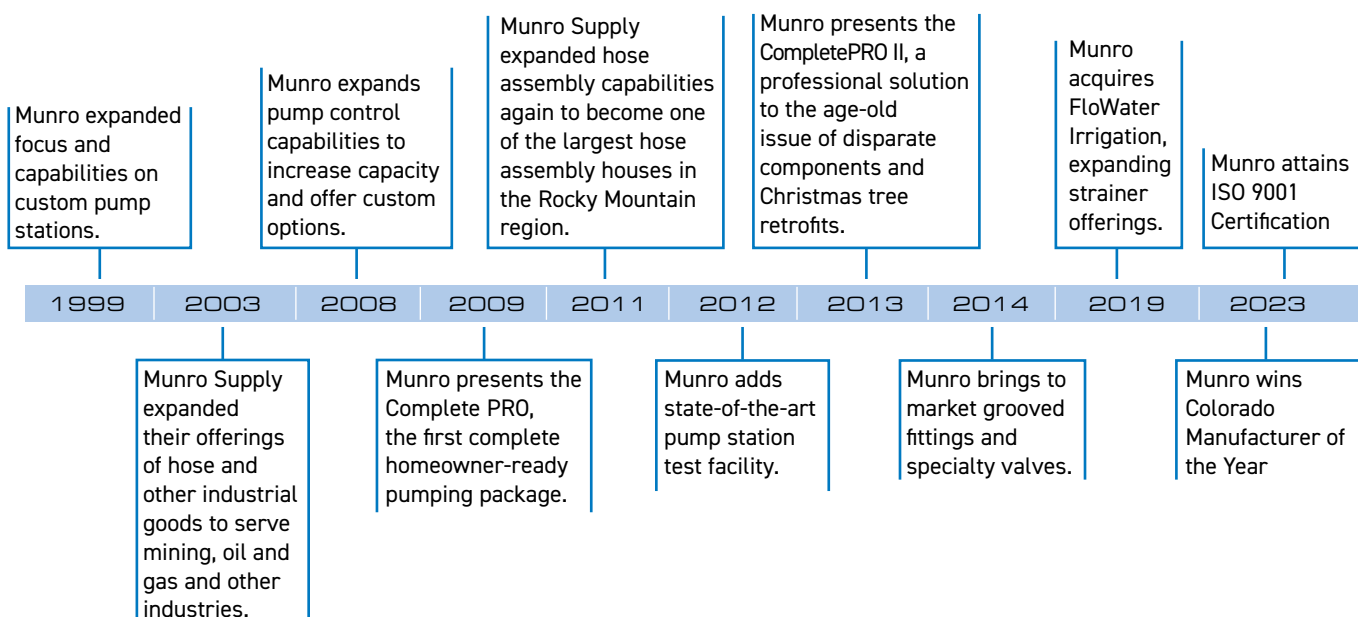 Munro expanded
focus and
capabilities on
custom pump
stations.
Munro expands
pump control
capabilities to
increase capacity
and offer custom
options.
Munro Supply
expanded hose
assembly capabilities
again to become one
of the largest hose
assembly houses in
the Rocky Mountain
region.
Munro presents the
CompletePRO II, a
professional solution
to the age-old
issue of disparate
components and
Christmas tree
retrofits.
Munro
acquires
FloWater
Irrigation,
expanding
strainer
offerings.
Munro attains
ISO 9001
Certification
1999 2003 2008 2009 2011 2012 2013 2014 2019 2023
Munro Supply
expanded
their offerings
of hose and
other industrial
goods to serve
mining, oil and
gas and other
industries.
Munro presents the
Complete PRO,
the first complete
homeowner-ready
pumping package.
Munro adds
state-of-the-art
pump station
test facility.
Munro brings to
market grooved
fittings and
specialty valves.
Munro wins
Colorado
Manufacturer of
the Year